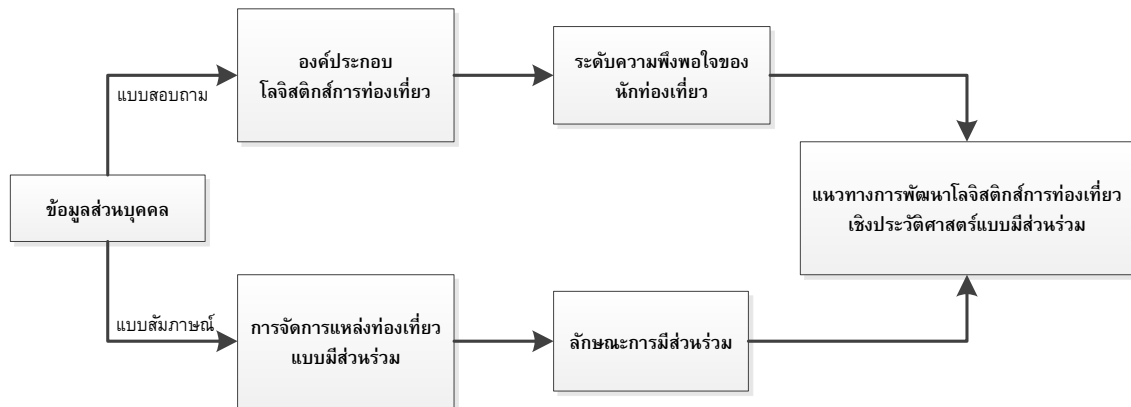 องค์ประกอบ
โลจิสติกส์การท่องเที่ยว
ระดับความพึงพอใจของ
นักท่องเที่ยว
แบบสอบถาม
ข้อมูลส่วนบุคคล
แนวทางการพัฒนาโลจิสติกส์การท่องเที่ยว
เชิงประวัติศาสตร์แบบมีส่วนร่วม
แบบสัมภาษณ์
การจัดการแหล่งท่องเที่ยว
แบบมีส่วนร่วม
ลักษณะการมีส่วนร่วม